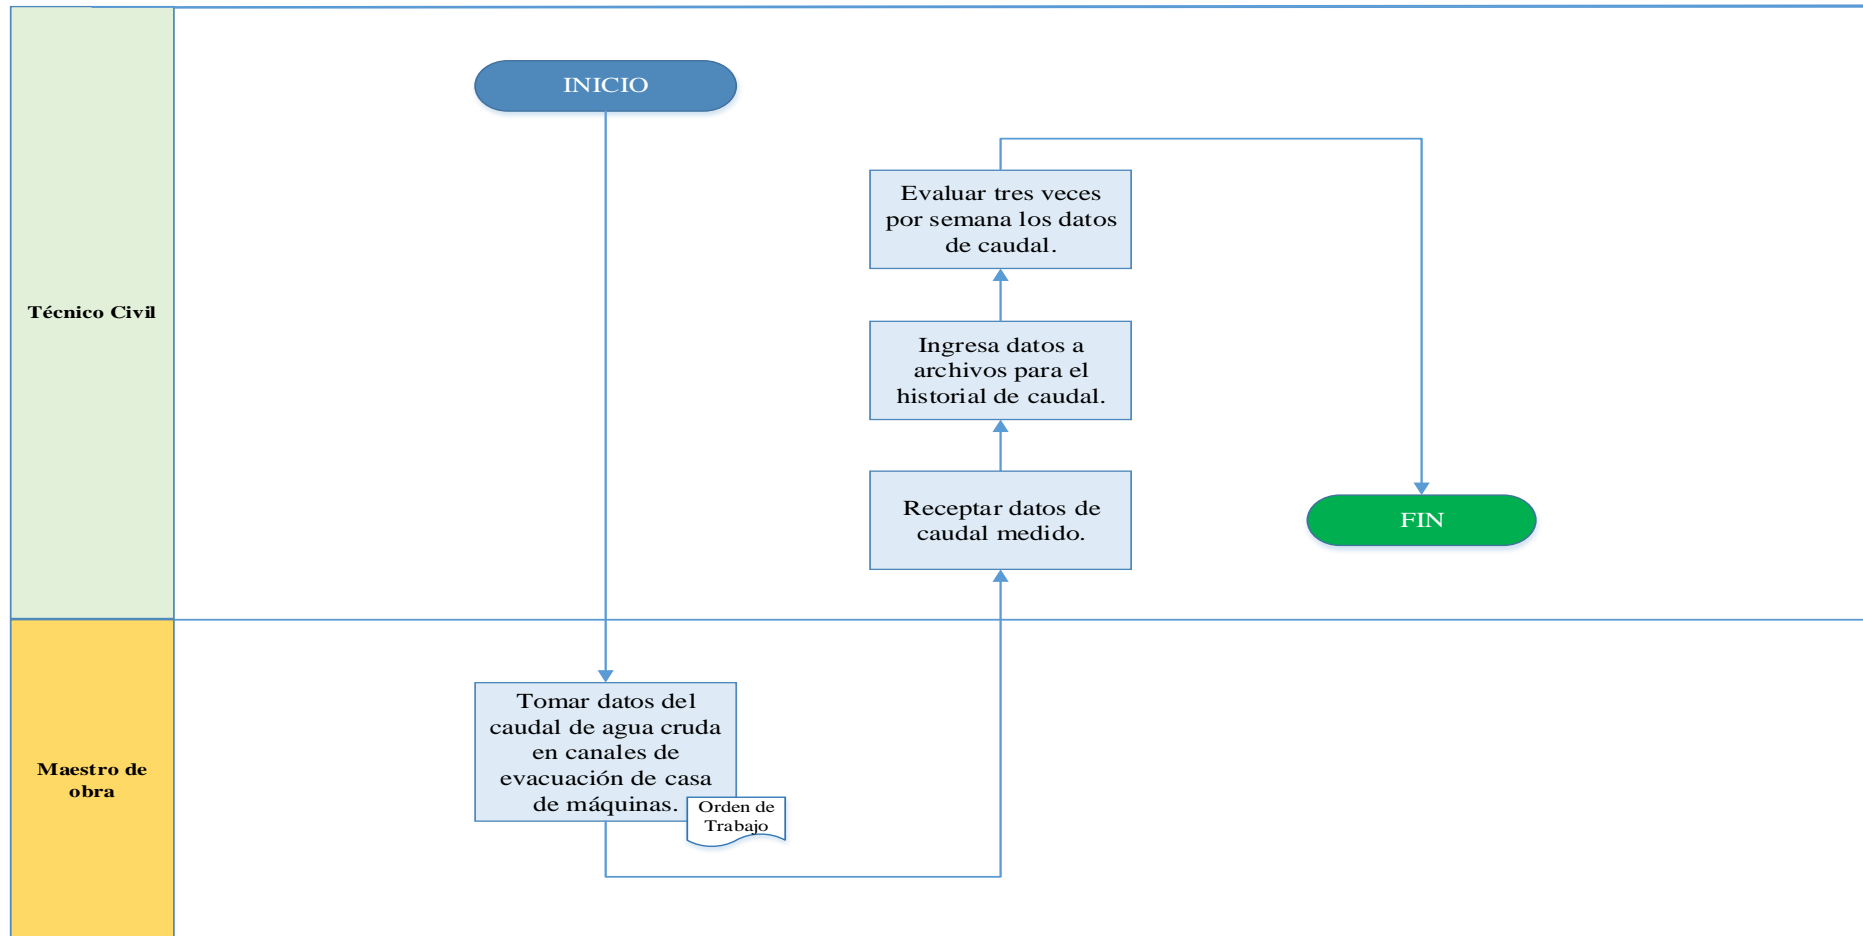 Técnico Civil
INICIO
Evaluar tres veces
por semana los datos
de caudal.
Ingresa datos a
archivos para el
historial de caudal.
Receptar datos de
caudal medido.
FIN
Maestro de
obra
Tomar datos del
caudal de agua cruda
en canales de
evacuación de casa
de máquinas.
Orden de
Trabajo